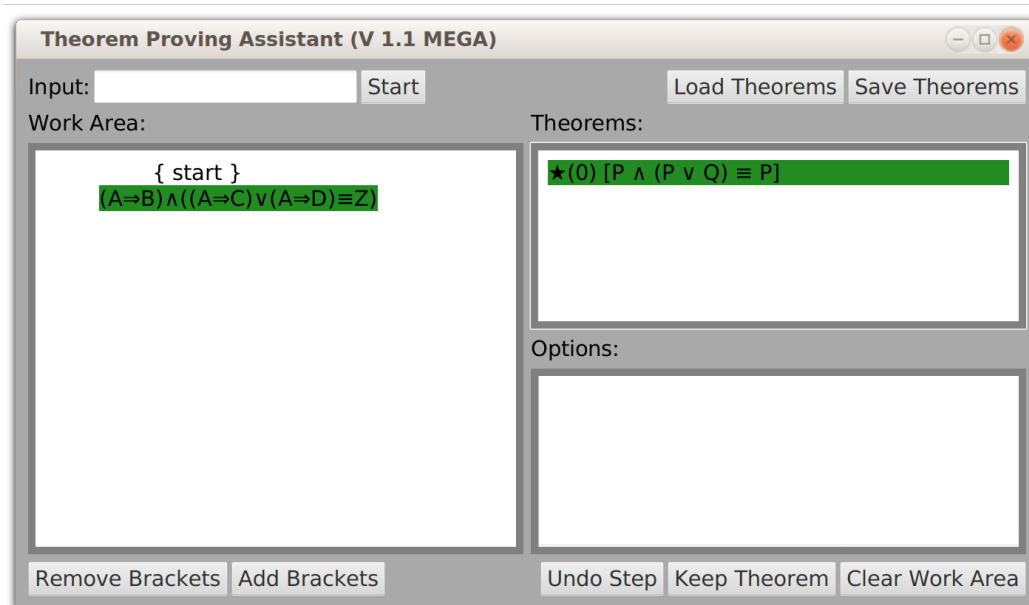 Theorem Proving Assistant (V 1.1 MEGA)
Input: Start Load Theorems Save Theorems
Work Area:
{ start }
(A⇒B)∧((A⇒C)∨(A⇒D)≡Z)
Theorems:
★(0) [P ∧ (P ∨ Q) ≡ P]
Options:
Remove Brackets Add Brackets Undo Step Keep Theorem Clear Work Area